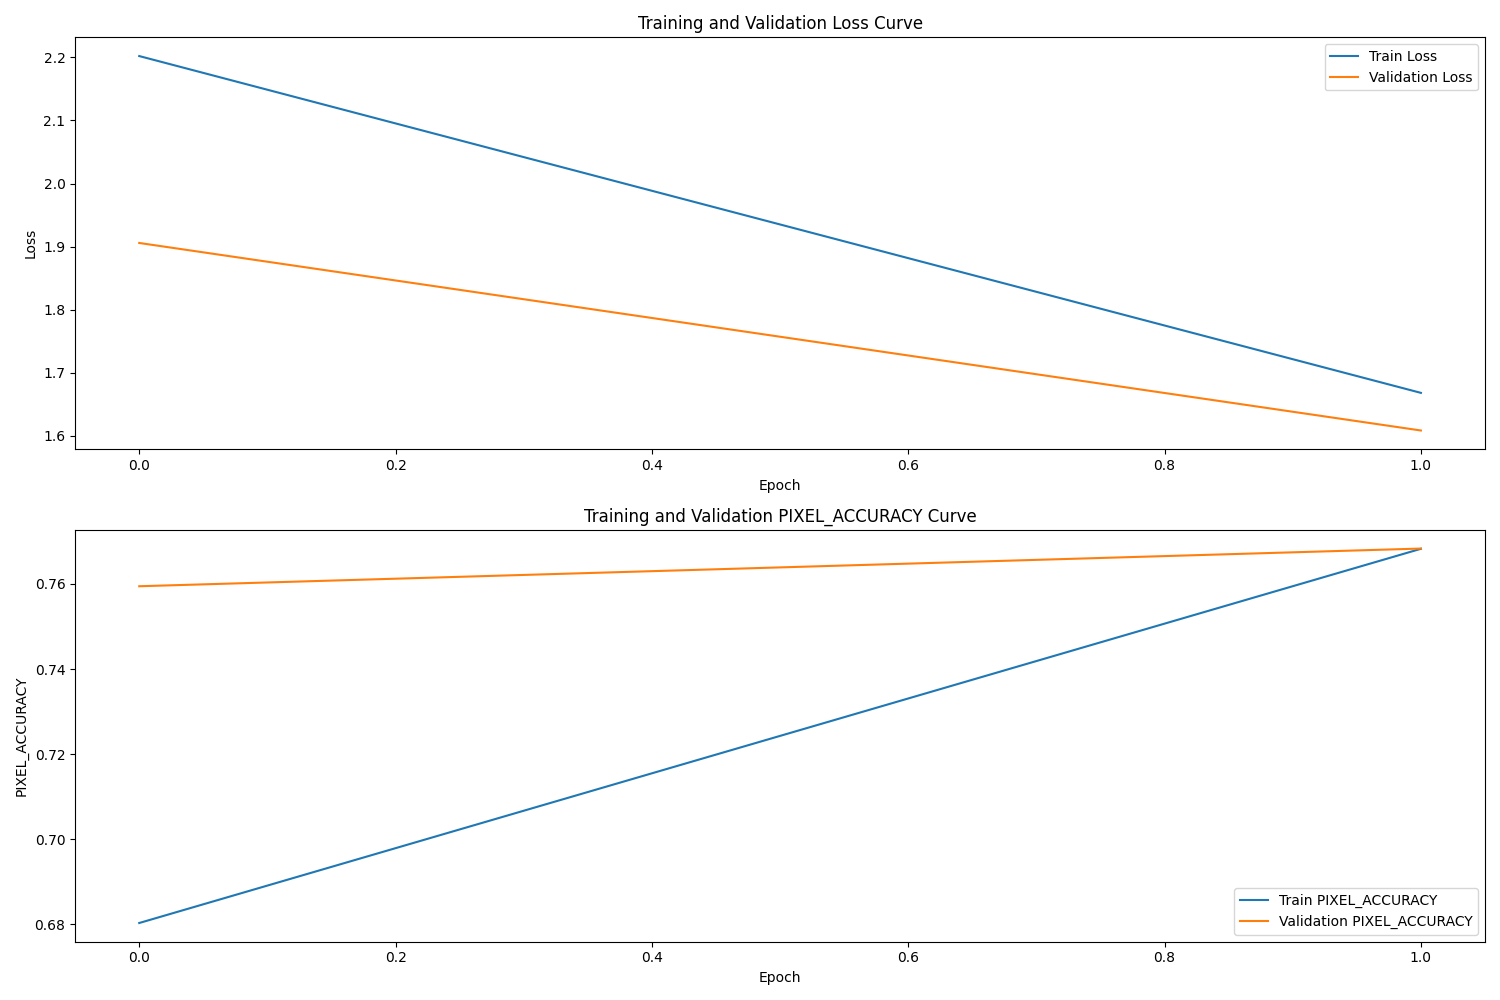 Training and Validation Loss Curve
Train Loss
Validation Loss
2.2
2.1
2.0
1.9
1.8
1.7
1.6
Loss
0.0 0.2 0.4 0.6 0.8 1.0
Epoch
Training and Validation PIXEL_ACCURACY Curve
0.76
0.74
0.72
0.70
0.68
PIXEL_ACCURACY
Train PIXEL_ACCURACY
Validation PIXEL_ACCURACY
0.0 0.2 0.4 0.6 0.8 1.0
Epoch